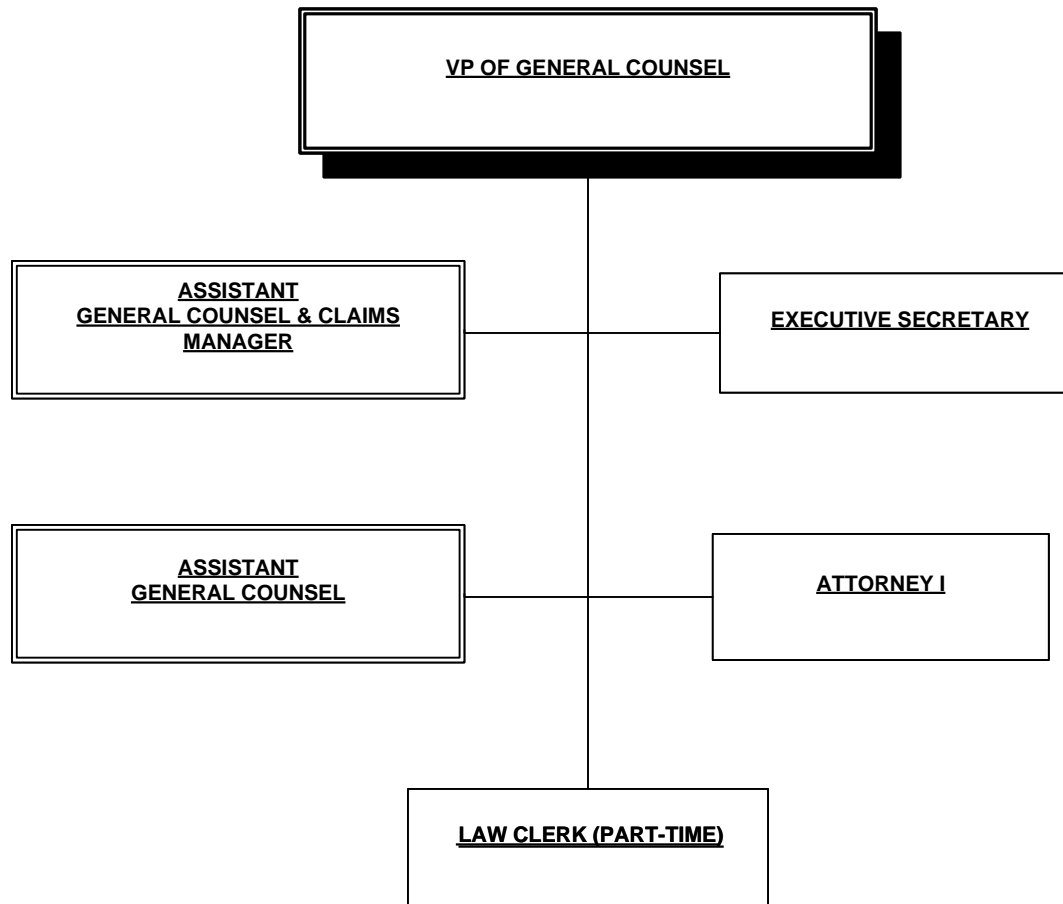 VP OF GENERAL COUNSEL
ASSISTANT
GENERAL COUNSEL & CLAIMS
MANAGER
EXECUTIVE SECRETARY
ASSISTANT
GENERAL COUNSEL
ATTORNEY I
LAW CLERK (PART-TIME)